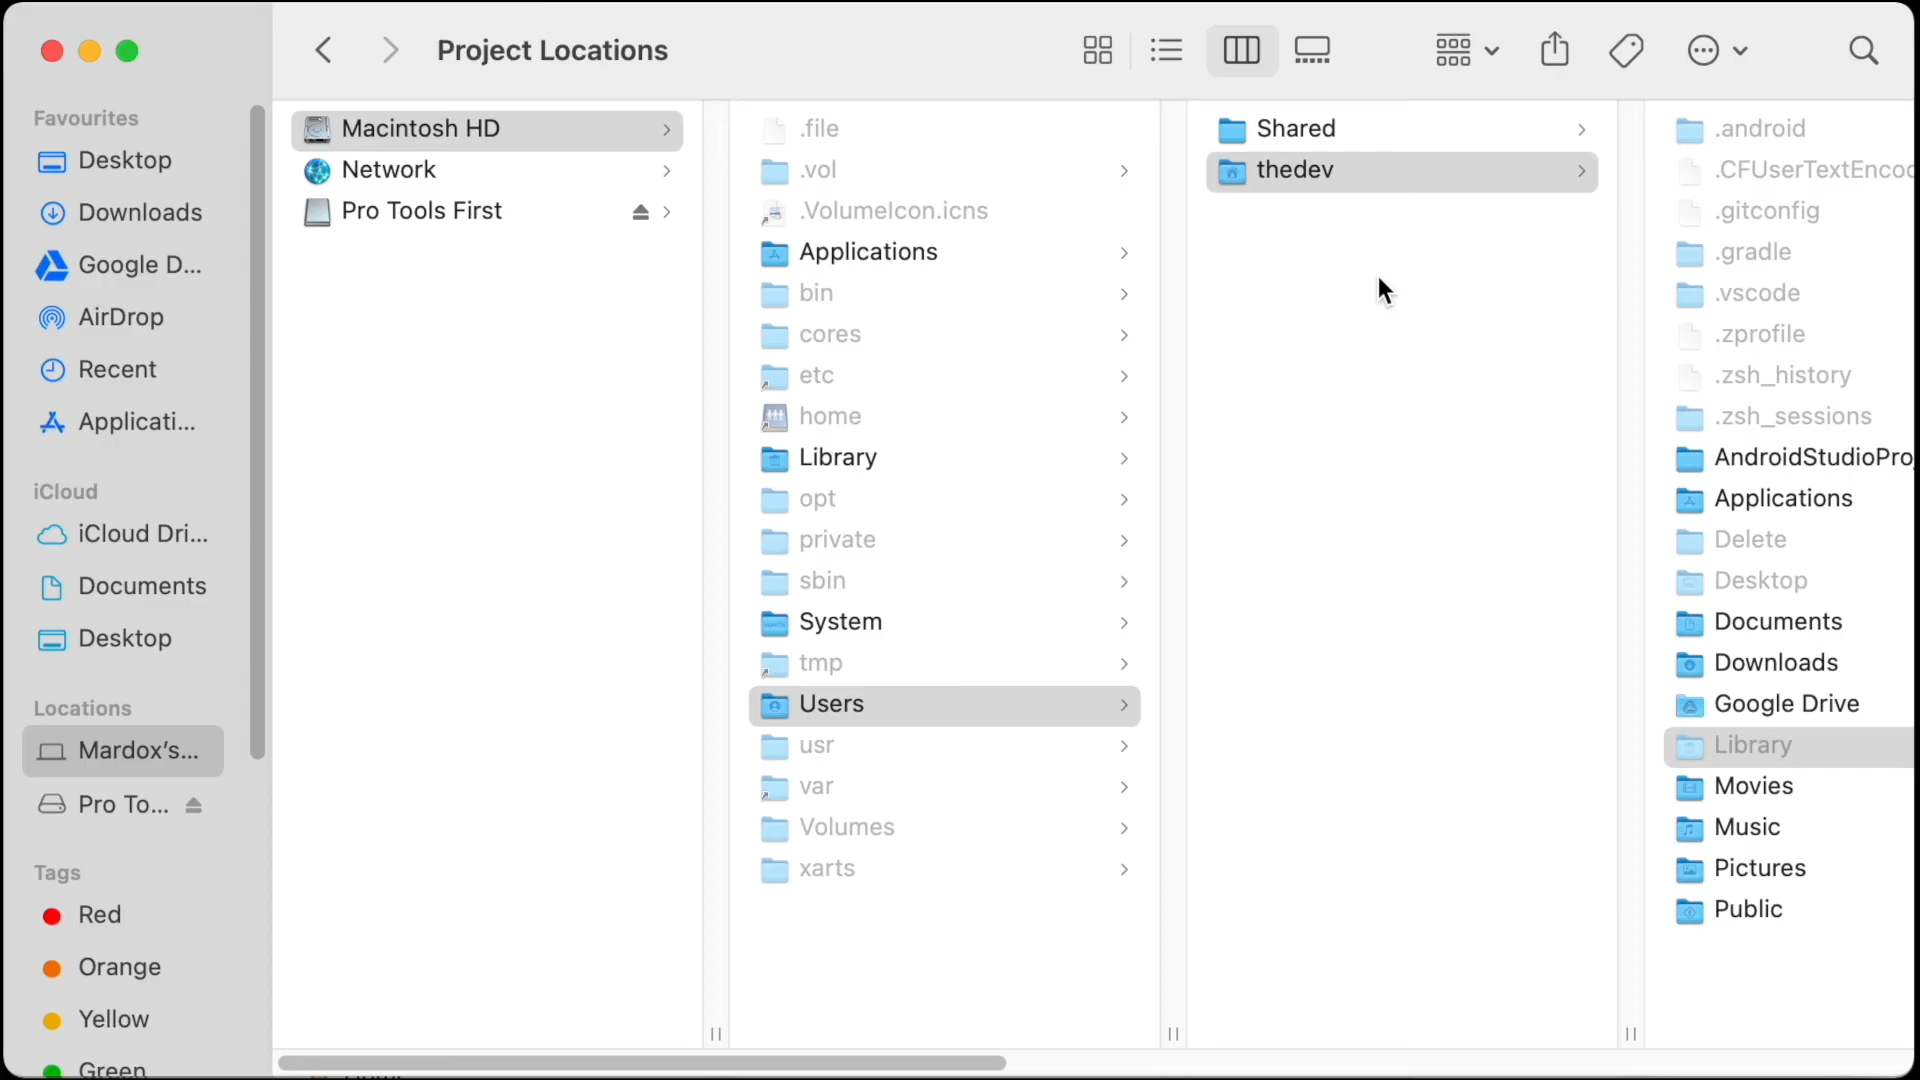 Project Locations
Favourites
Desktop
Downloads
Google D...
AirDrop
Recent
Applicati...
iCloud
iCloud Dri...
Documents
Desktop
Locations
Mardox's...
Pro To...
Tags
Red
Orange
Yellow
Green
Macintosh HD
Network
Pro Tools First
.file
.vol
.VolumeIcon.icns
Applications
bin
cores
etc
home
Library
opt
private
sbin
System
tmp
Users
usr
var
Volumes
xarts
Shared
thedev
.android
.CFUserTextEncod
.gitconfig
.gradle
.vscode
.zprofile
.zsh_history
.zsh_sessions
AndroidStudioPro
Applications
Delete
Desktop
Documents
Downloads
Google Drive
Library
Movies
Music
Pictures
Public